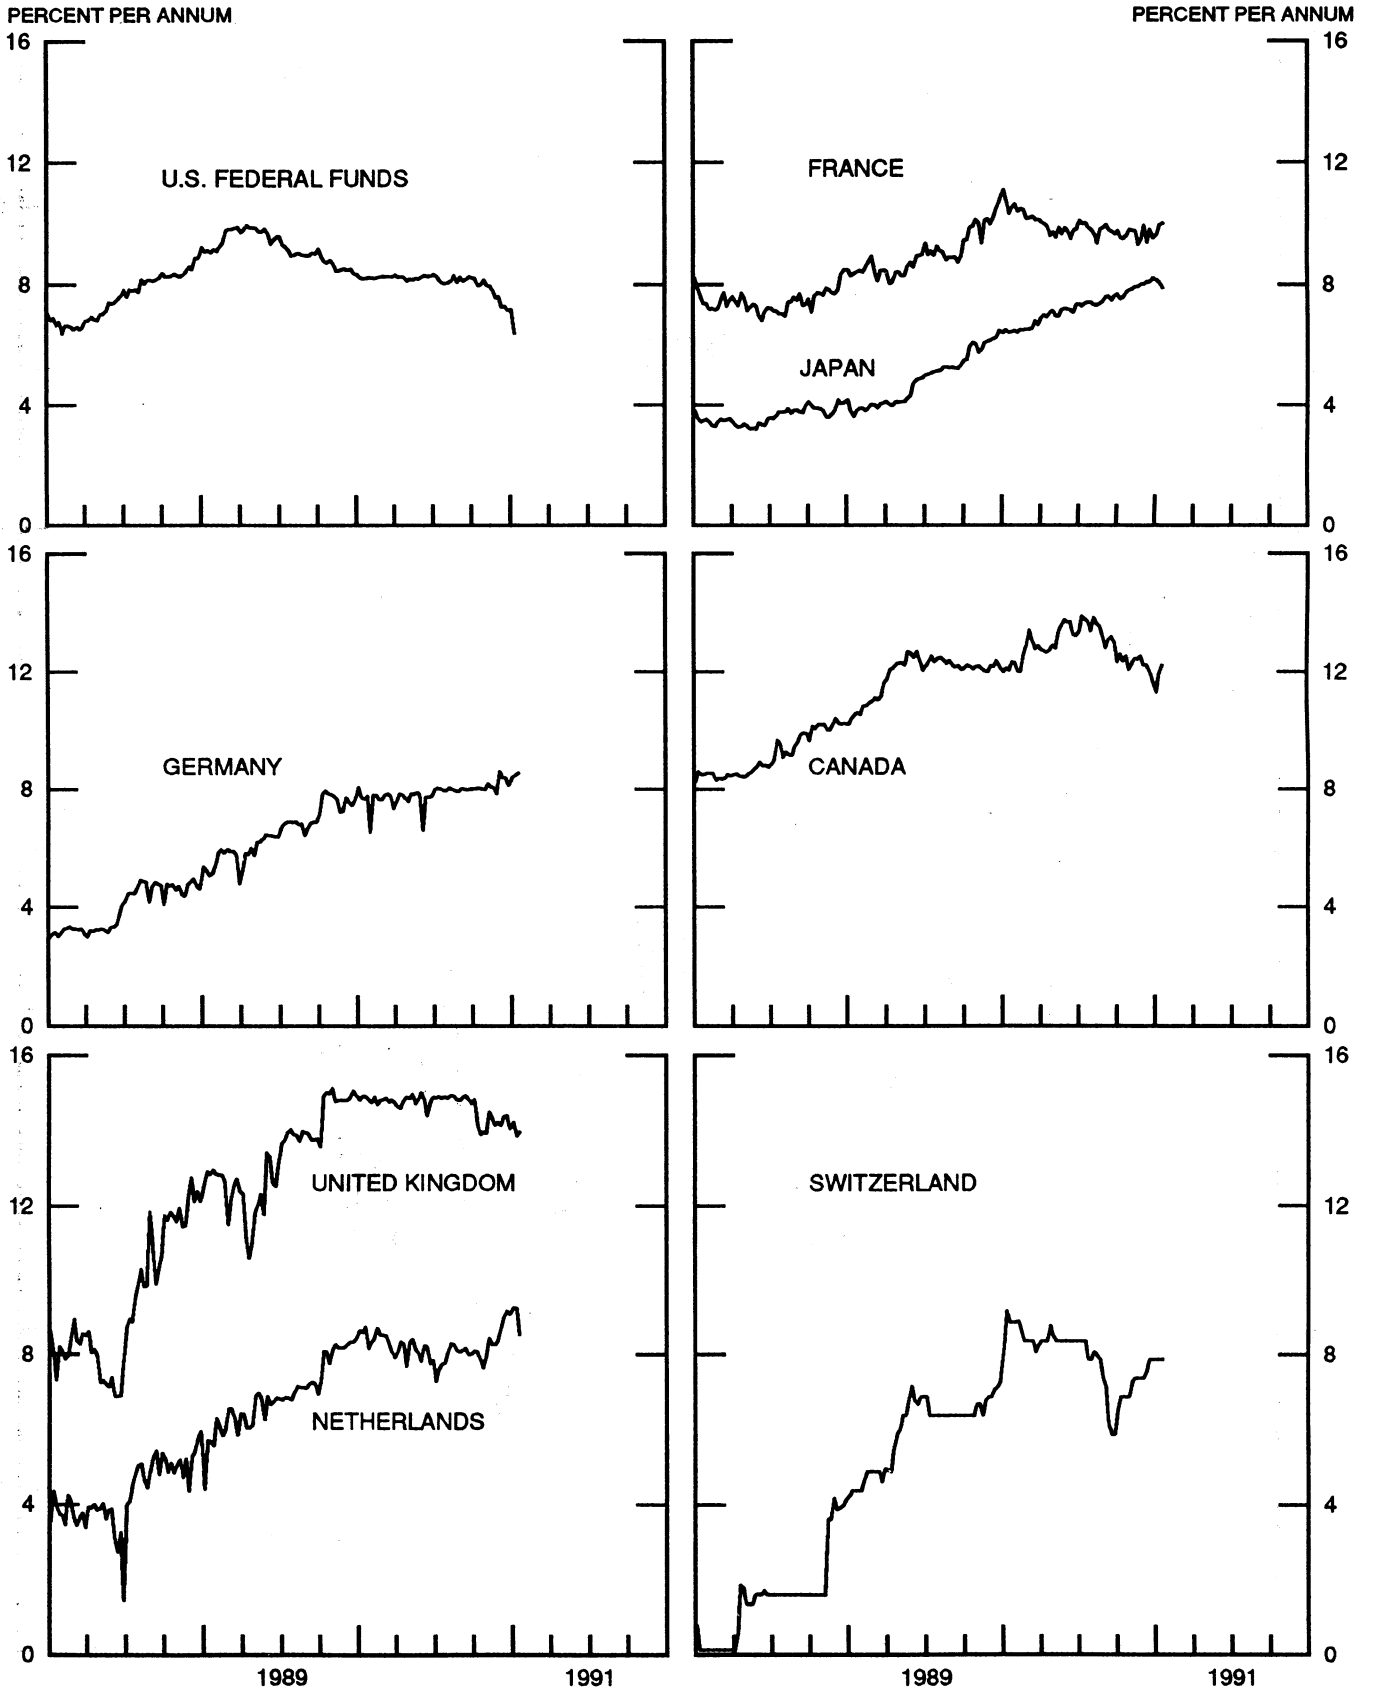 PERCENT PER ANNUM PERCENT PER ANNUM
16 16
12 12
U.S. FEDERAL FUNDS FRANCE
8 8
JAPAN
4 4
0 0
16 16
12 12
GERMANY CANADA
8 8
4 4
0 0
16 16
UNITED KINGDOM SWITZERLAND
12 12
8 8
NETHERLANDS
4 4
0 0
1989 1991 1989 1991